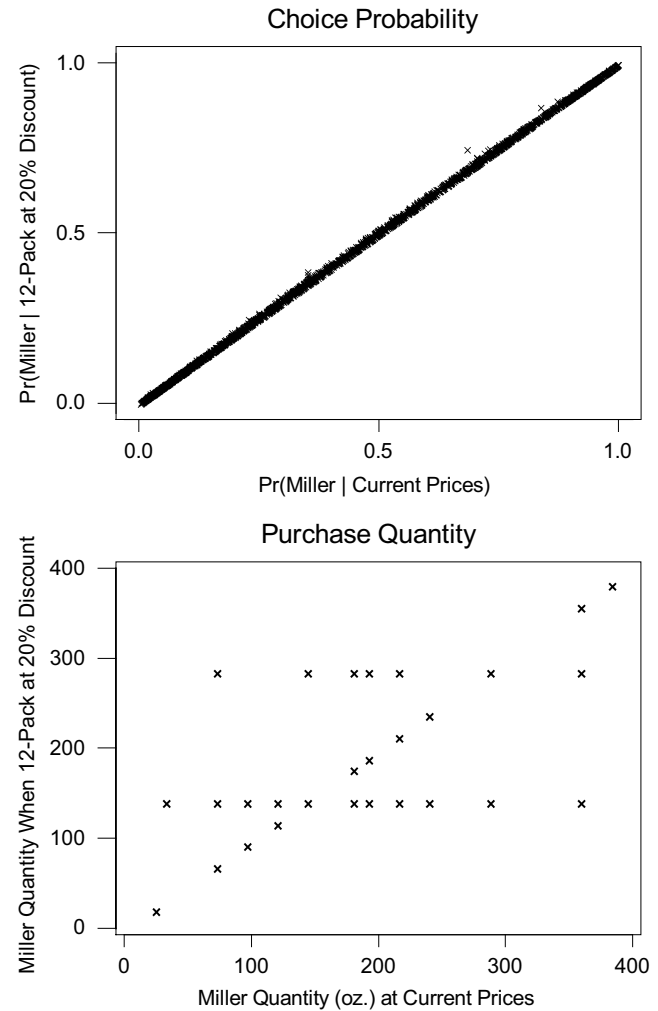 Choice Probability
Pr(Miller | 12-Pack at 20% Discount)
1.0
0.5
0.0
0.0 0.5 1.0
Pr(Miller | Current Prices)
Purchase Quantity
Miller Quantity When 12-Pack at 20% Discount
400
300
200
100
0
0 100 200 300 400
Miller Quantity (oz.) at Current Prices